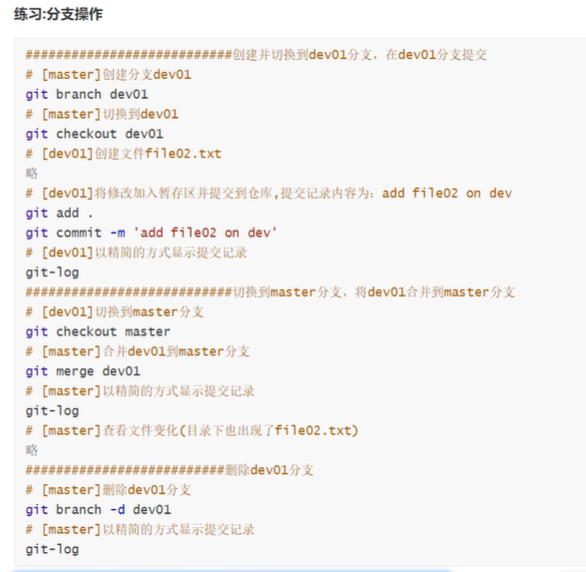 练习:分支操作
###########################创建并切换到dev01分支，在dev01分支提交
# [master]创建分支dev01
git branch dev01
# [master]切换到dev01
git checkout dev01
# [dev01]创建文件file02.txt
略
# [dev01]将修改加入暂存区并提交到仓库,提交记录内容为：add file02 on dev
git add .
git commit -m 'add file02 on dev'
# [dev01]以精简的方式显示提交记录
git-log
###########################切换到master分支，将dev01合并到master分支
# [dev01]切换到master分支
git checkout master
# [master]合并dev01到master分支
git merge dev01
# [master]以精简的方式显示提交记录
git-log
# [master]查看文件变化(目录下也出现了file02.txt)
略
##########################删除dev01分支
# [master]删除dev01分支
git branch -d dev01
# [master]以精简的方式显示提交记录
git-log